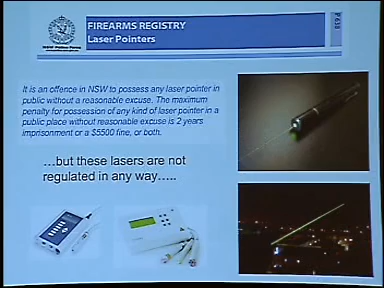 FIREARMS REGISTRY
Laser Pointers
P 630
It is an offence in NSW to possess any laser pointer in
public without a reasonable excuse. The maximum
penalty for possession of any kind of laser pointer in a
public place without reasonable excuse is 2 years
imprisonment or a $5500 fine, or both.
…but these lasers are not
regulated in any way…..